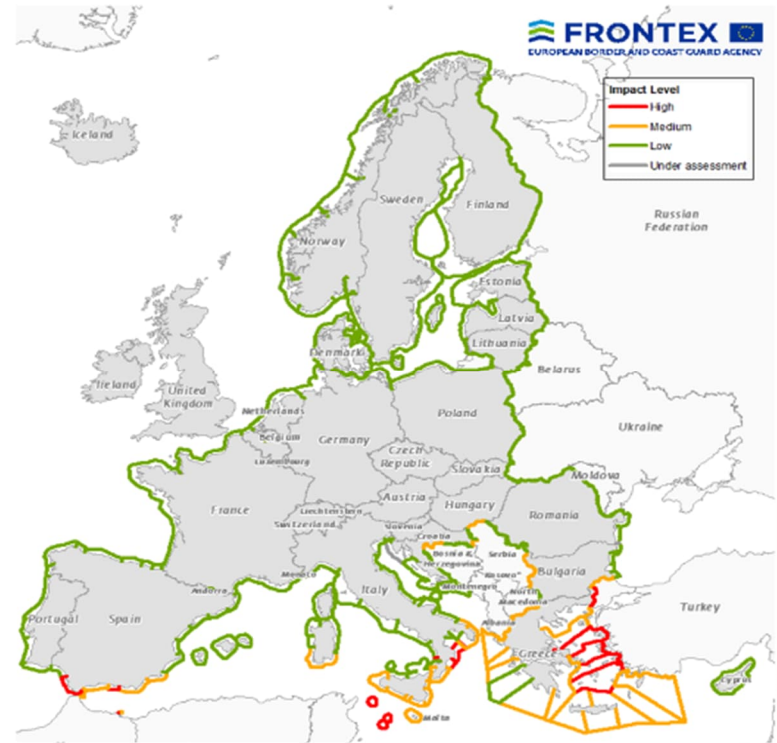 FRONTEX
EUROPEAN BORDER AND COAST GUARD AGENCY
Impact Level
High
Medium
Low
Under assessment
Iceland
Sweden
Finland
Norway
Russian
Federation
Estonia
Latvia
Lithuania
Denmark
Belarus
Ireland
United
Kingdom
Netherlands
Poland
Ukraine
Belgium
Germany
Luxembourg
Czech
Republic
Slovakia
Moldova
France
Liechtenstein
Austria
Hungary
Romania
Switzerland
Slovenia
Croatia
Bosnia &
Herzegovina
Serbia
Monaco
Kosovo*
Montenegro
Bulgaria
Andorra
Italy
North
Macedonia
Portugal
Spain
Albania
Turkey
Greece
Cyprus
Malta